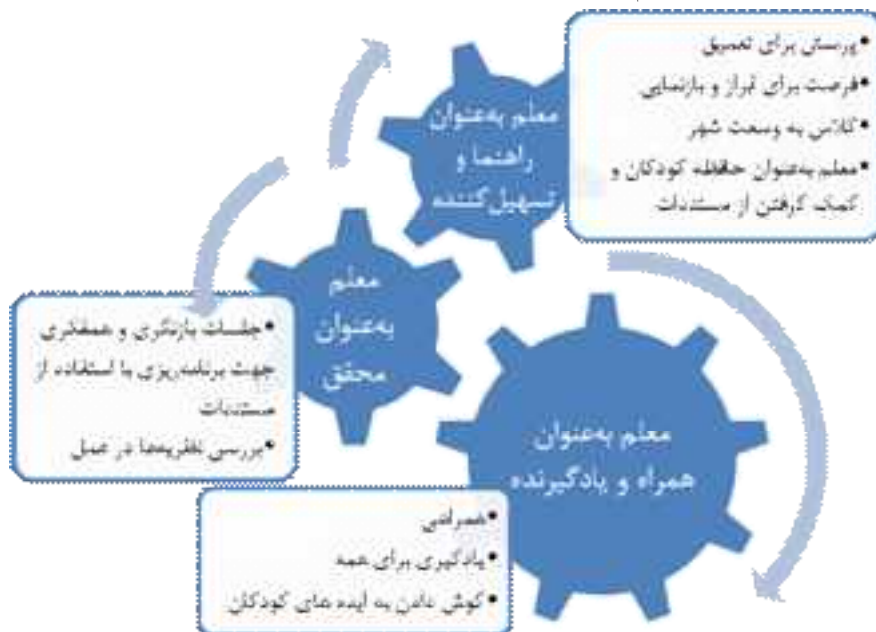 •پرسش برای تعمیق
•فرصت برای ابراز و بازنمایی
•کلاس به وسعت شهر
•معلم به‌عنوان حافظه کودکان و
کمک گرفتن از مستندات
معلم به‌عنوان
راهنما و
تسهیل‌کننده
معلم
به‌عنوان
محقق
•جلسات بازنگری و همفکری
جهت برنامه‌ریزی با استفاده از
مستندات
•بررسی نظریه‌ها در عمل
معلم به‌عنوان
همراه و یادگیرنده
•همراهی
•یادگیری برای همه
•گوش دادن به ایده های کودکان